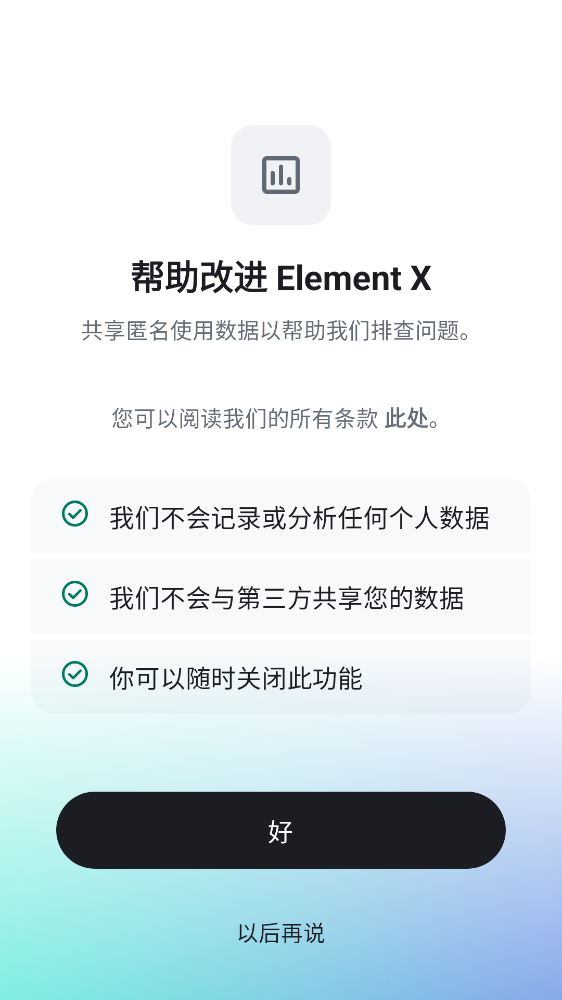 帮助改进 Element X
共享匿名使用数据以帮助我们排查问题。
您可以阅读我们的所有条款 此处。
我们不会记录或分析任何个人数据
我们不会与第三方共享您的数据
你可以随时关闭此功能
好
以后再说